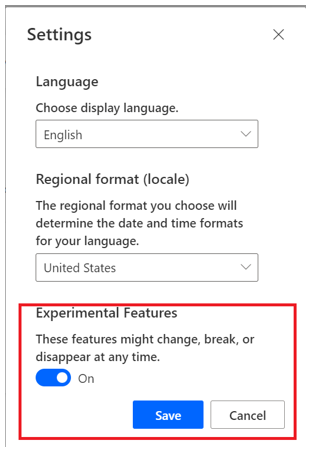 Settings
Language
Choose display language.
English
Regional format (locale)
The regional format you choose will
determine the date and time formats
for your language.
United States
Experimental Features
These features might change, break, or
disappear at any time.
On
Save Cancel